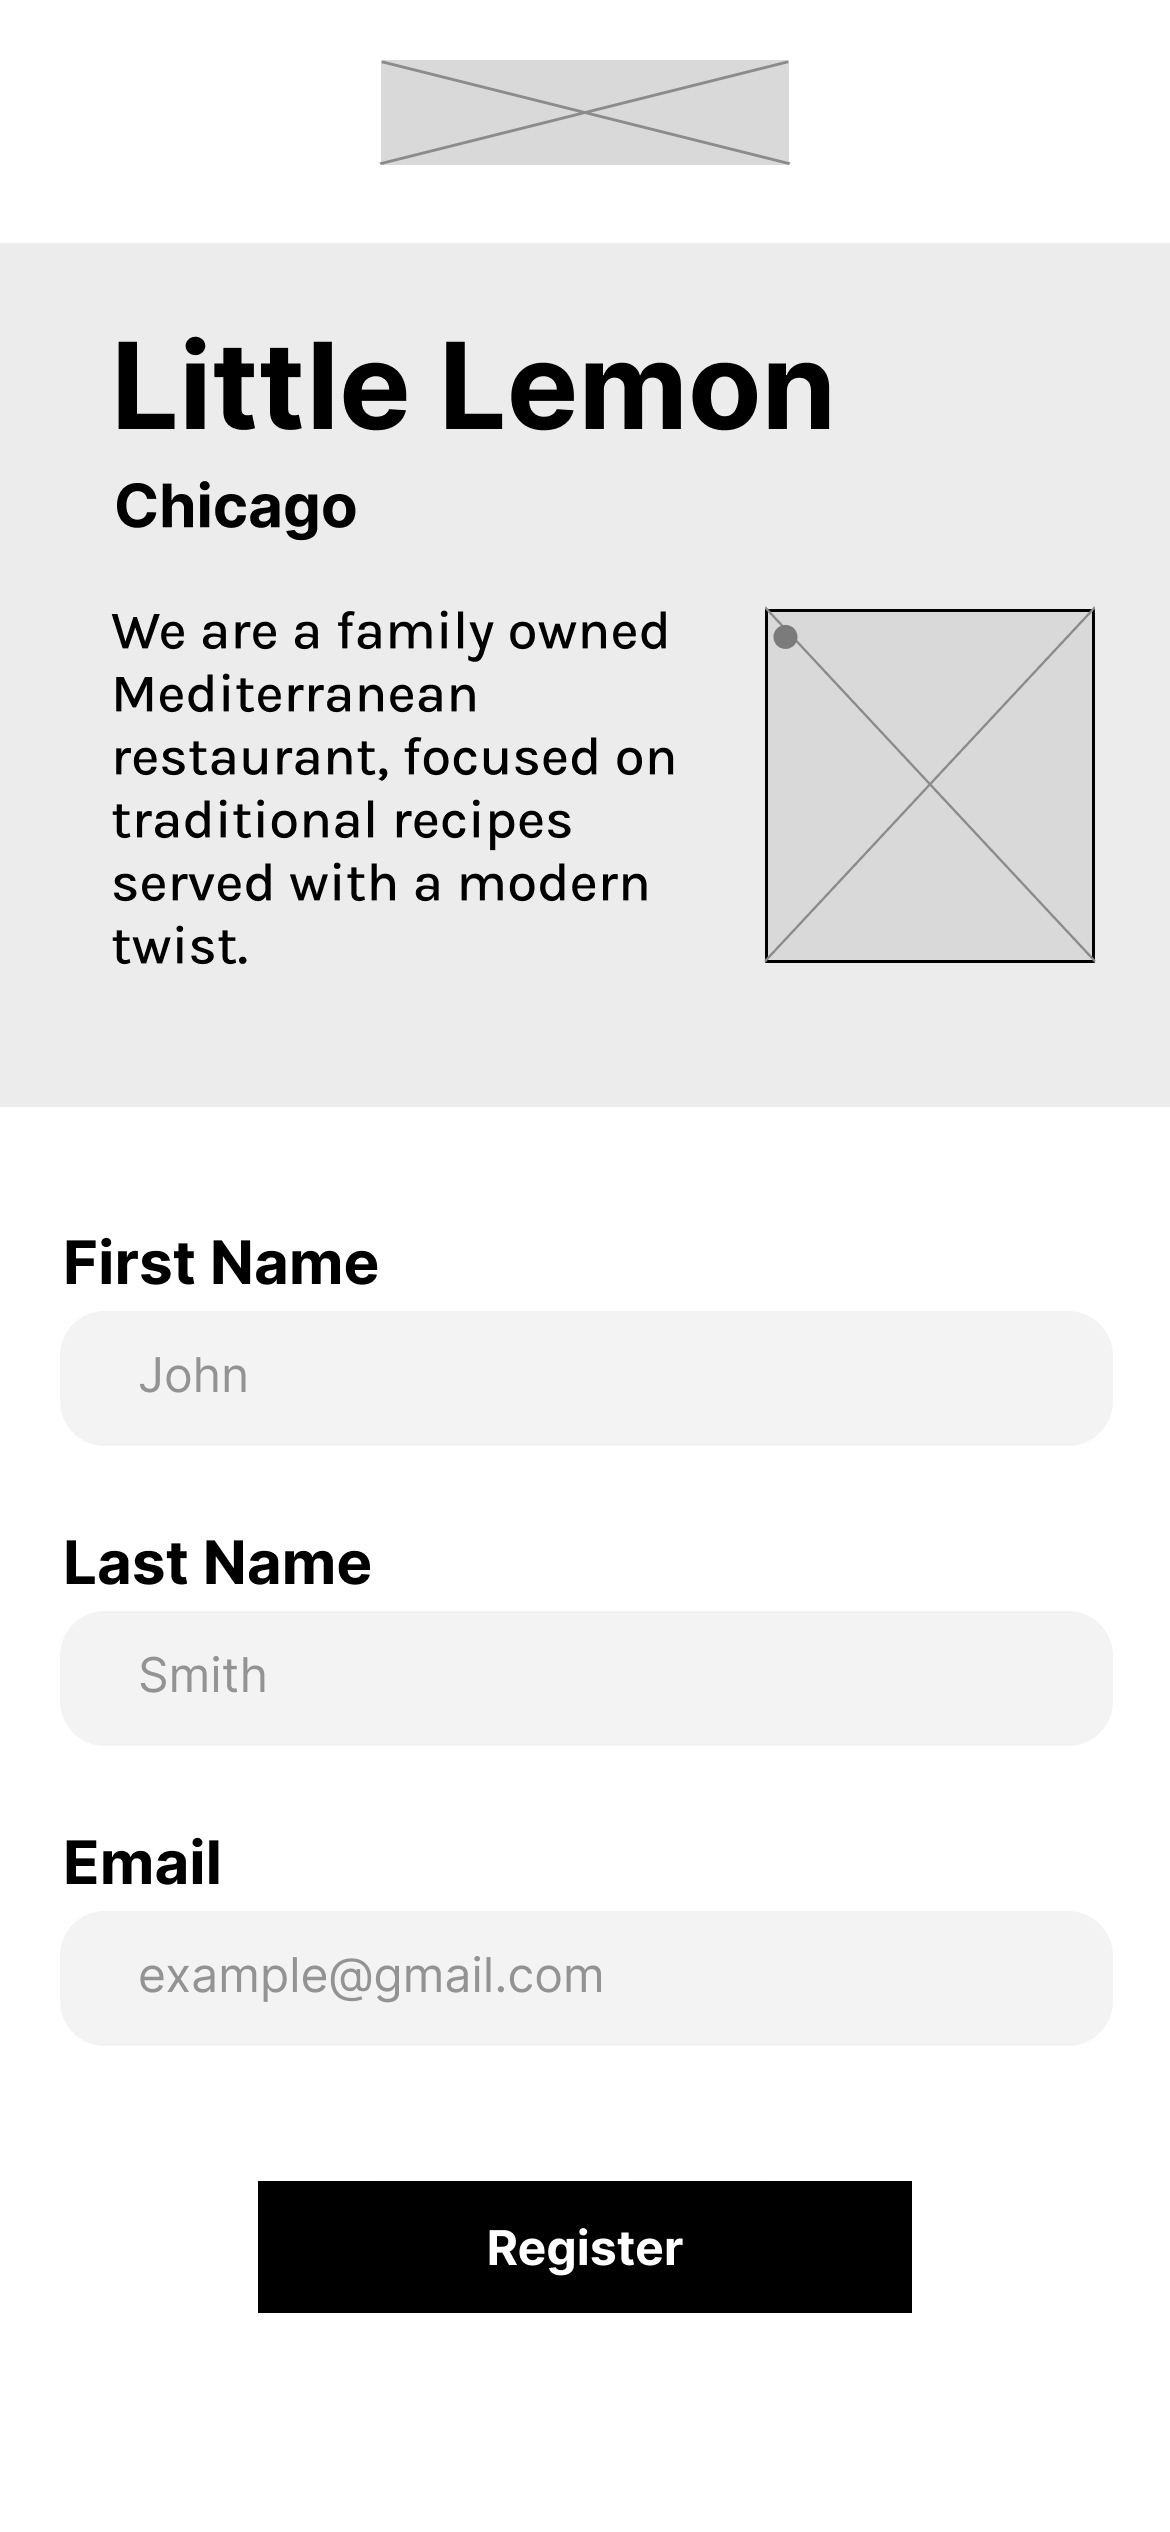 Little Lemon
Chicago
We are a family owned
Mediterranean
restaurant, focused on
traditional recipes
served with a modern
twist.
First Name
John
Last Name
Smith
Email
example@gmail.com
Register